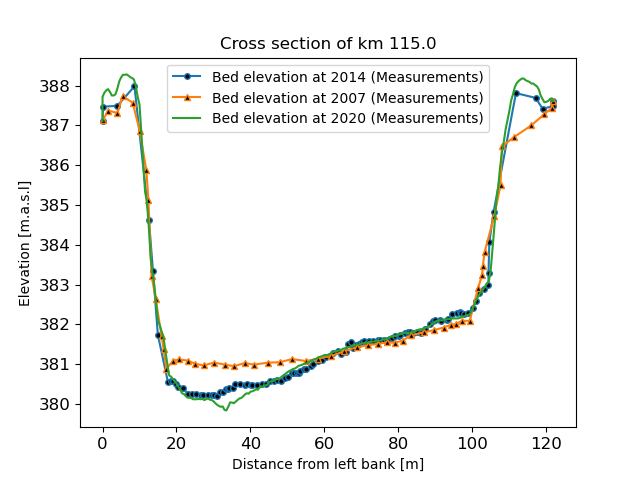 Cross section of km 115.0
Bed elevation at 2014 (Measurements)
Bed elevation at 2007 (Measurements)
Bed elevation at 2020 (Measurements)
Elevation [m.a.s.l]
388
387
386
385
384
383
382
381
380
0 20 40 60 80 100 120
Distance from left bank [m]